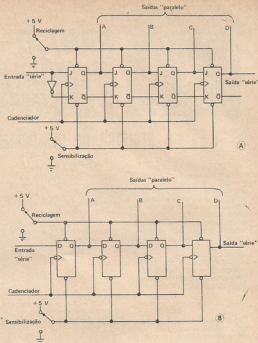 Saídas "paralelo"
+ 5 V
A
B
C
D
Reciclagem
Saída "série"
J Q J Q J Q J Q
Entrada "série"
K Q K Q K Q K Q
Cadenciador
+ 5 V
Sensibilização
A
Saídas "paralelo"
+ 5 V
A
B
C
D
Reciclagem
Entrada "série"
D Q D Q D Q D Q
Saída "série"
Cadenciador
+ 5 V
Sensibilização
B